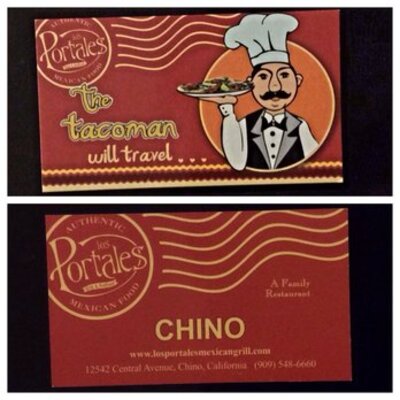 AUTHENTIC
los
Portales
MEXICAN FOOD
The
tacoman
will travel...
AUTHENTIC
los
Portales
MEXICAN FOOD
A Family
Restaurant
CHINO
www.losportalesmexicangrill.com
12542 Central Avenue, Chino, California (909) 548-6660